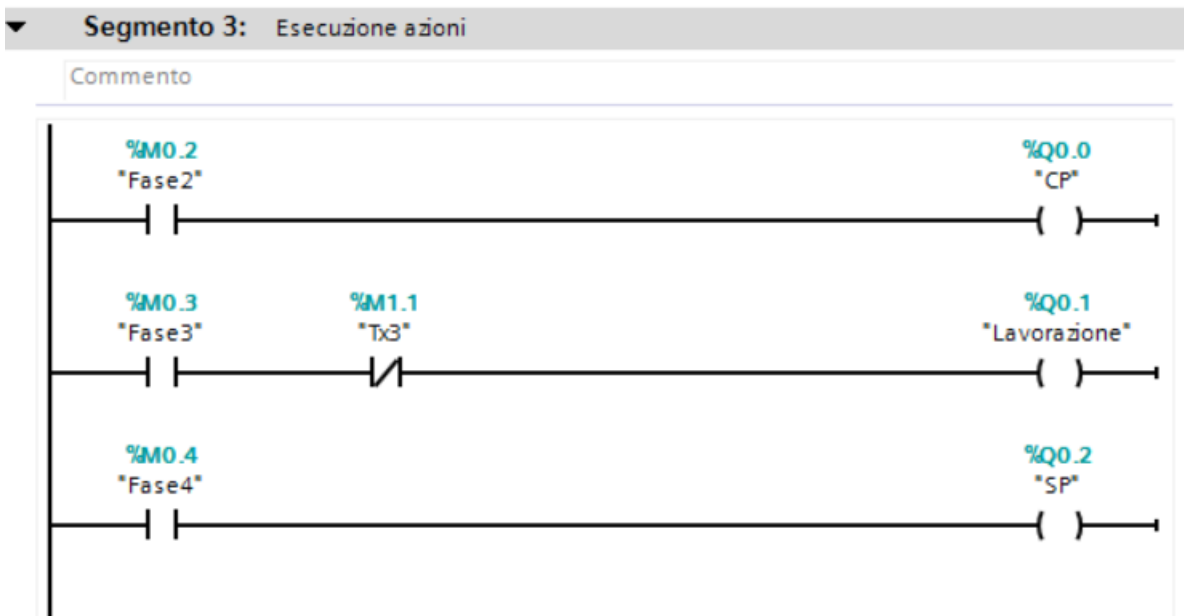 Segmento 3: Esecuzione azioni
Commento
%M0.2 %Q0.0
"Fase2" "CP"
%M0.3 %M1.1 %Q0.1
"Fase3" "Tx3" "Lavorazione"
%M0.4 %Q0.2
"Fase4" "SP"